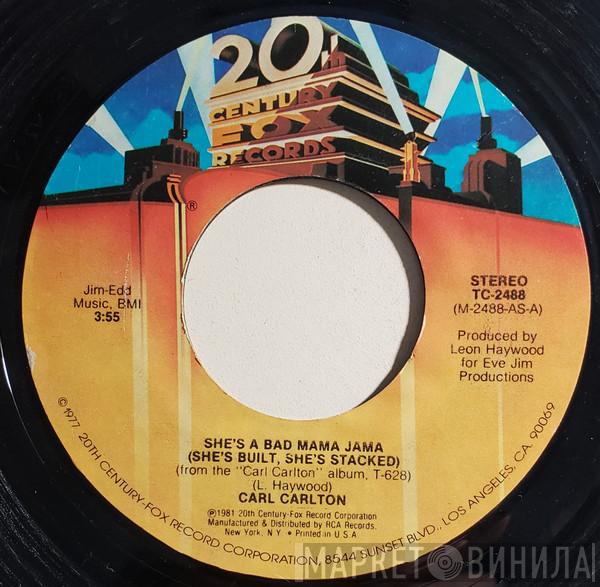 20th
CENTURY
FOX
RECORDS
®
Jim-Edd
Music, BMI
3:55
STEREO
TC-2488
(M-2488-AS-A)
Produced by
Leon Haywood
for Eve Jim
Productions
SHE'S A BAD MAMA JAMA
(SHE'S BUILT, SHE'S STACKED)
(from the "Carl Carlton" album, T-628)
(L. Haywood)
CARL CARLTON
℗1981 20th Century-Fox Record Corporation
Manufactured & Distributed by RCA Records,
New York, N.Y. • Printed in U.S.A.
©1977 20TH CENTURY-FOX RECORD CORPORATION, 8544 SUNSET BLVD., LOS ANGELES, CA. 90069
МАРКЕТ ВИНИЛА